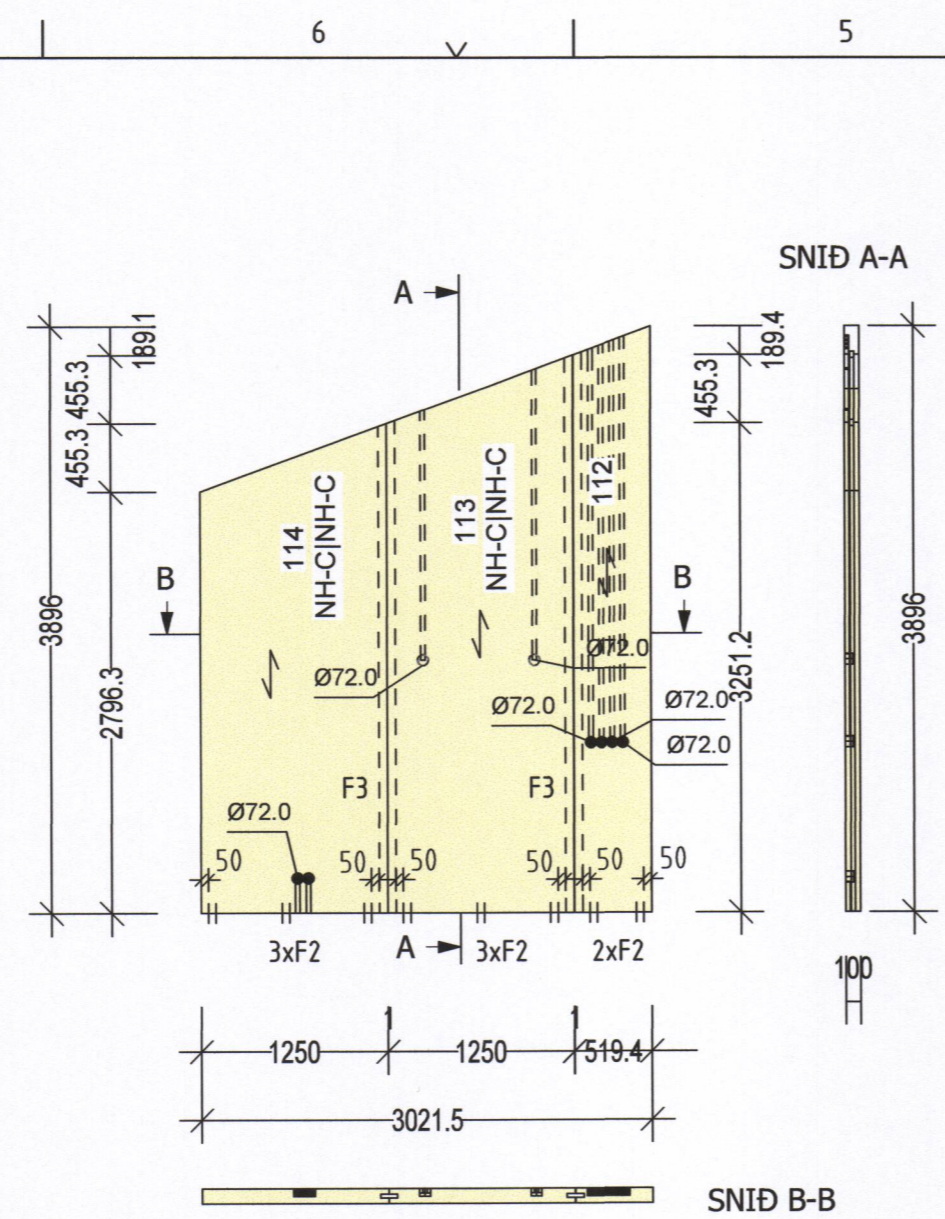 6
5
SNIÐ A-A
A
189.1
455.3
455.3
3896
2796.3
B
114
NH-C|NH-C
113
NH-C|NH-C
112
B
189.4
455.3
3251.2
3896
Ø72.0
Ø72.0
Ø72.0
Ø72.0
Ø72.0
F3
F3
Ø72.0
50
50
50
50
50
50
3xF2
A
3xF2
2xF2
100
1
1
1250
1250
519.4
3021.5
SNIÐ B-B